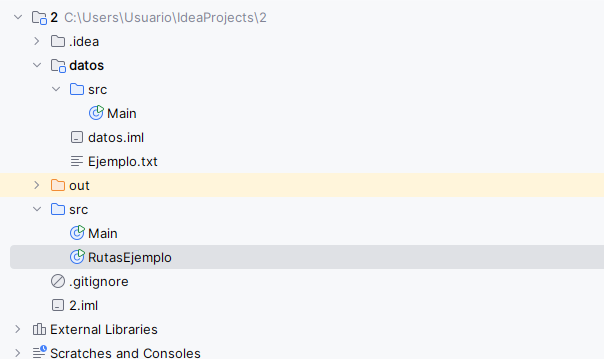 2 C:\Users\Usuario\IdeaProjects\2
.idea
datos
src
Main
datos.iml
Ejemplo.txt
out
src
Main
RutasEjemplo
.gitignore
2.iml
External Libraries
Scratches and Consoles